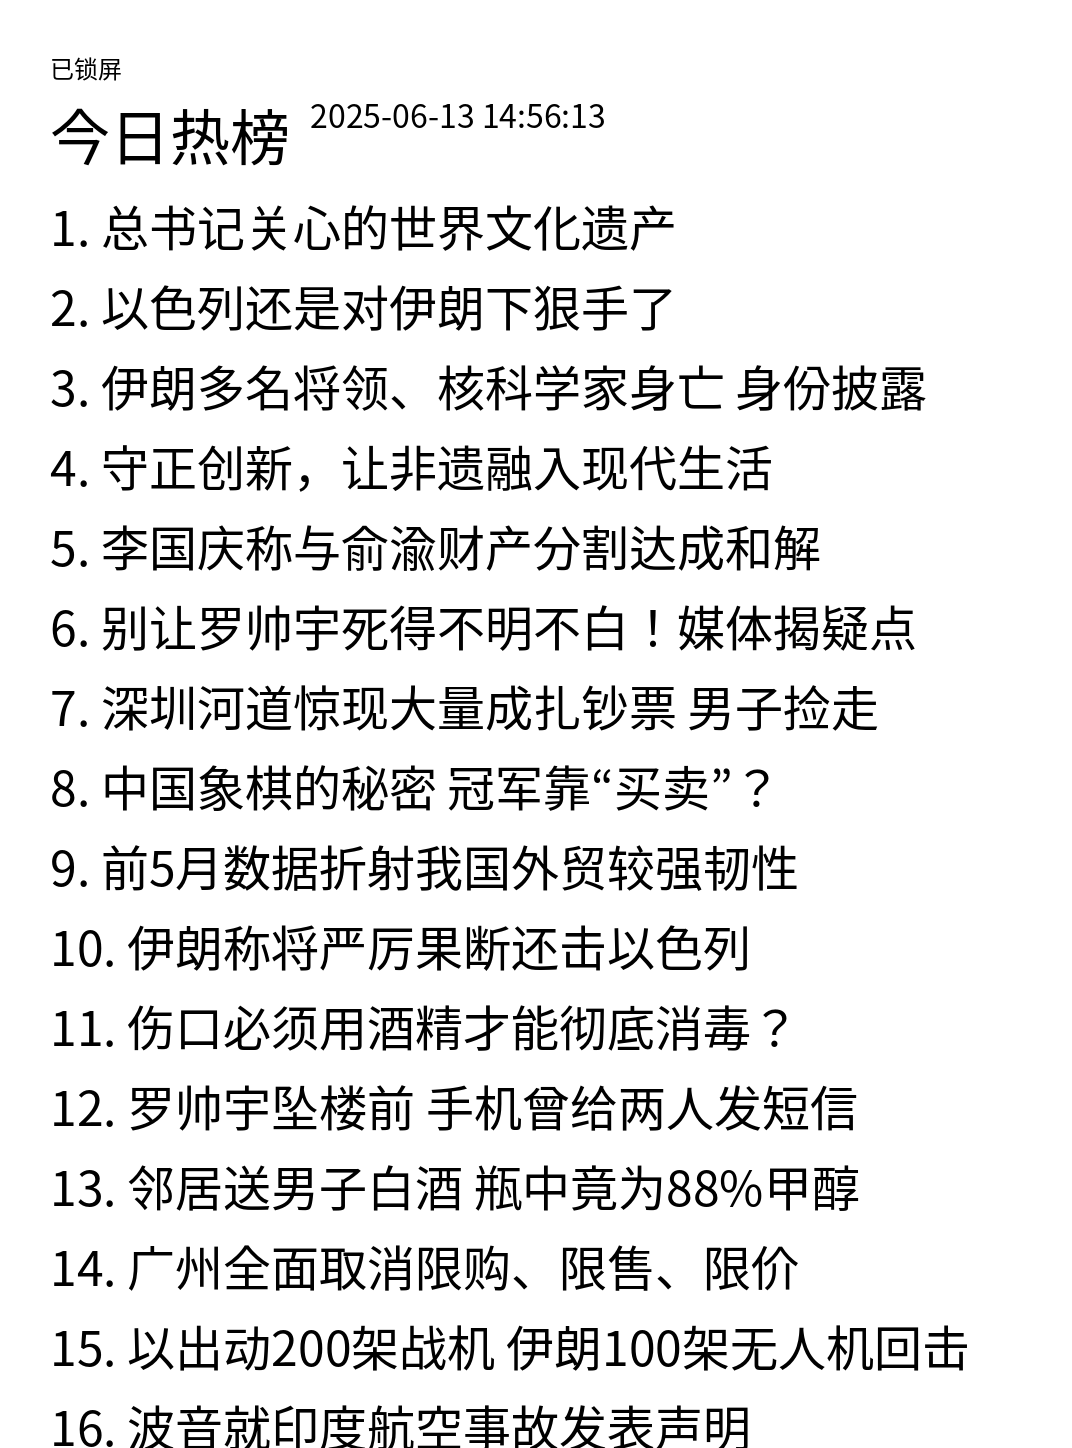 已锁屏
今日热榜 2025-06-13 14:56:13
1. 总书记关心的世界文化遗产
2. 以色列还是对伊朗下狠手了
3. 伊朗多名将领、核科学家身亡 身份披露
4. 守正创新，让非遗融入现代生活
5. 李国庆称与俞渝财产分割达成和解
6. 别让罗帅宇死得不明不白！媒体揭疑点
7. 深圳河道惊现大量成扎钞票 男子捡走
8. 中国象棋的秘密 冠军靠“买卖”？
9. 前5月数据折射我国外贸较强韧性
10. 伊朗称将严厉果断还击以色列
11. 伤口必须用酒精才能彻底消毒？
12. 罗帅宇坠楼前 手机曾给两人发短信
13. 邻居送男子白酒 瓶中竟为88%甲醇
14. 广州全面取消限购、限售、限价
15. 以出动200架战机 伊朗100架无人机回击
16. 波音就印度航空事故发表声明